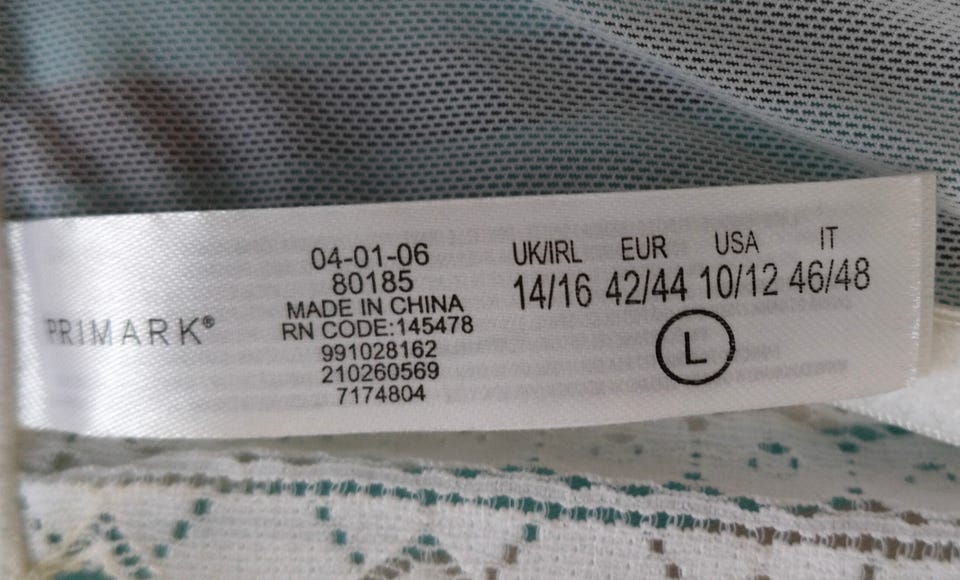 PRIMARK®
04-01-06
80185
MADE IN CHINA
RN CODE:145478
991028162
210260569
7174804
UK/IRL EUR USA IT
14/16 42/44 10/12 46/48
L